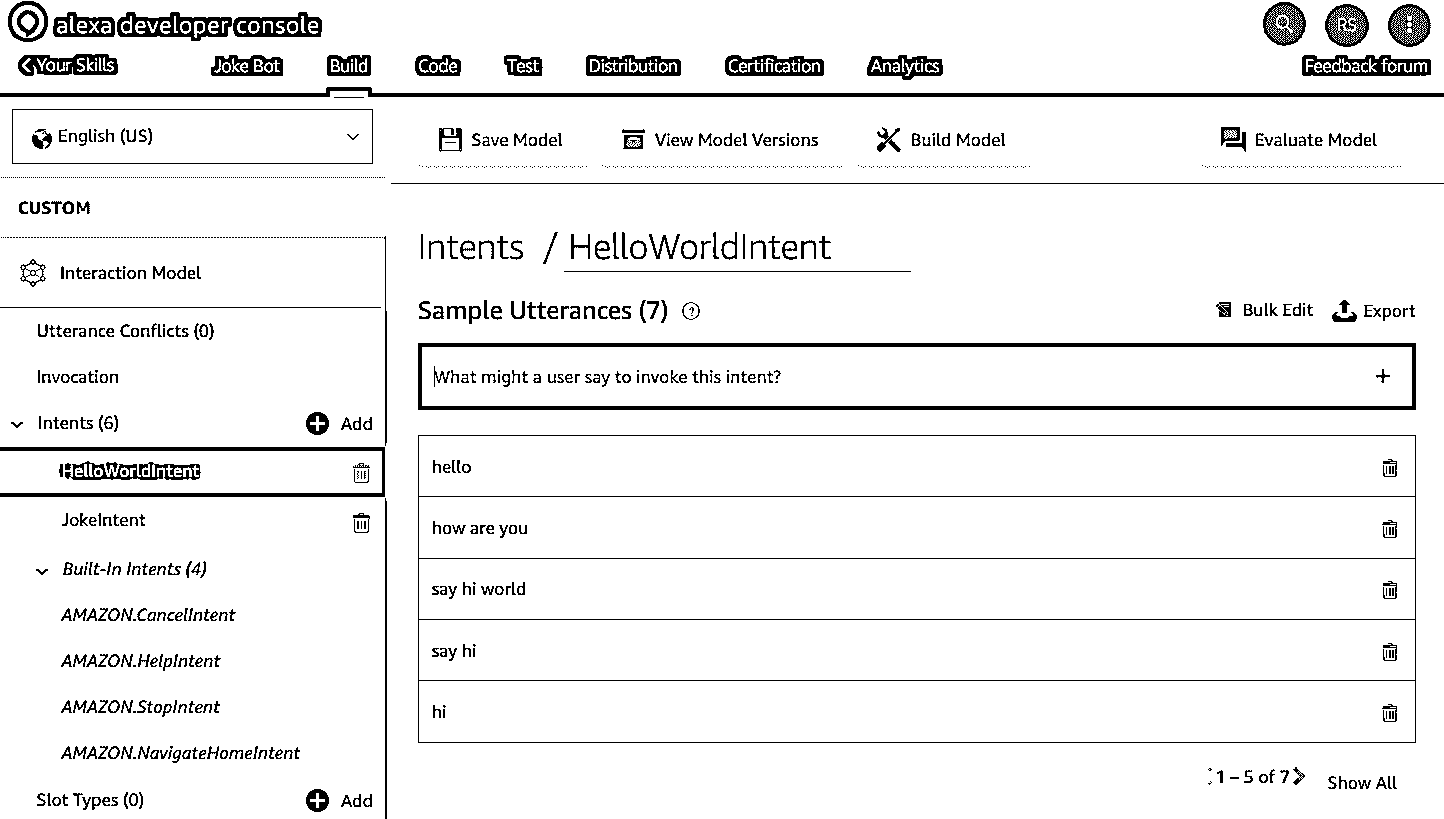 alexa developer console
RS
Your Skills Joke Bot Build Code Test Distribution Certification Analytics Feedback forum
English (US)
Save Model View Model Versions Build Model Evaluate Model
CUSTOM
Interaction Model
Utterance Conflicts (0)
Invocation
Intents (6) Add
HelloWorldIntent
JokeIntent
Built-In Intents (4)
AMAZON.CancelIntent
AMAZON.HelpIntent
AMAZON.StopIntent
AMAZON.NavigateHomeIntent
Slot Types (0) Add
Intents / HelloWorldIntent
Sample Utterances (7) ? Bulk Edit Export
What might a user say to invoke this intent? +
hello
how are you
say hi world
say hi
hi
1 – 5 of 7 Show All